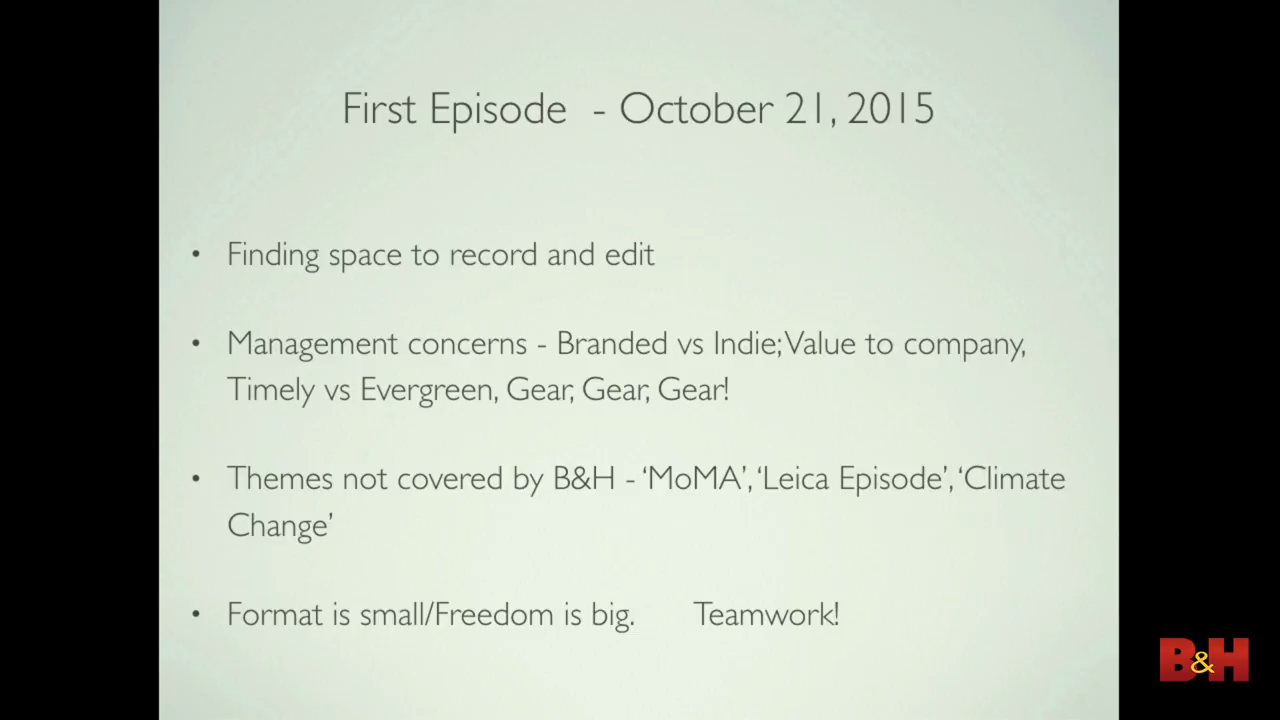 First Episode - October 21, 2015
• Finding space to record and edit
• Management concerns - Branded vs Indie; Value to company,
Timely vs Evergreen, Gear, Gear, Gear!
• Themes not covered by B&H - ‘MoMA’, ‘Leica Episode’, ‘Climate
Change’
• Format is small/Freedom is big. Teamwork!
B&H